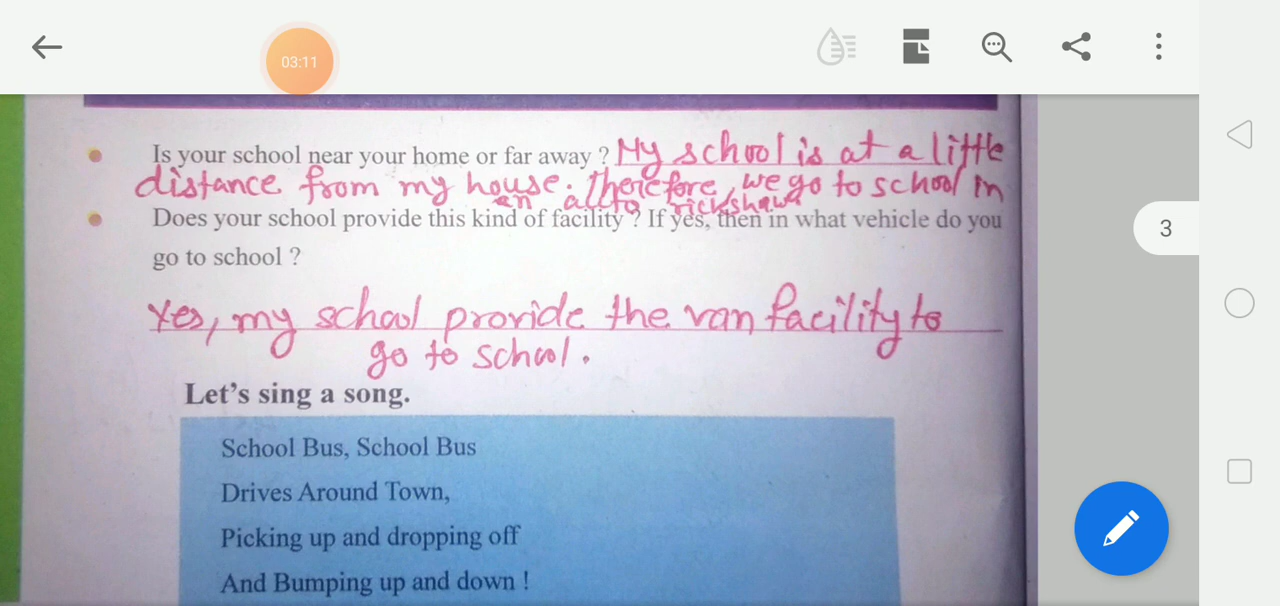 03:11
Is your school near your home or far away ? My school is at a little
distance from my house. Therefore, we go to school in
an auto rickshaw
Does your school provide this kind of facility ? If yes, then in what vehicle do you
go to school ?
Yes, my school provide the van facility to
go to school.
Let's sing a song.
School Bus, School Bus
Drives Around Town,
Picking up and dropping off
And Bumping up and down !
3